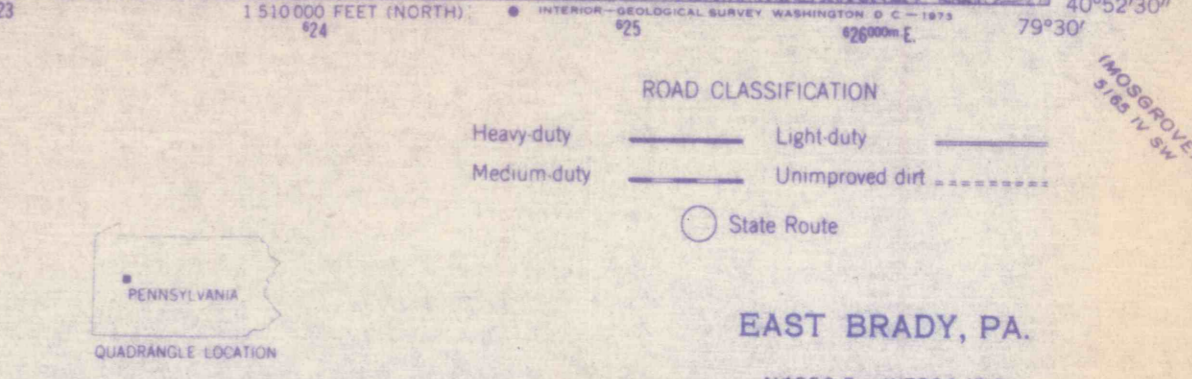 23
1 510 000 FEET (NORTH)
INTERIOR—GEOLOGICAL SURVEY WASHINGTON D C — 1973
40°52'30"
624
625
626000m E.
79°30'
(MOSGROVE)
5165 IV SW
ROAD CLASSIFICATION
Heavy-duty
Light-duty
Medium-duty
Unimproved dirt
State Route
PENNSYLVANIA
QUADRANGLE LOCATION
EAST BRADY, PA.